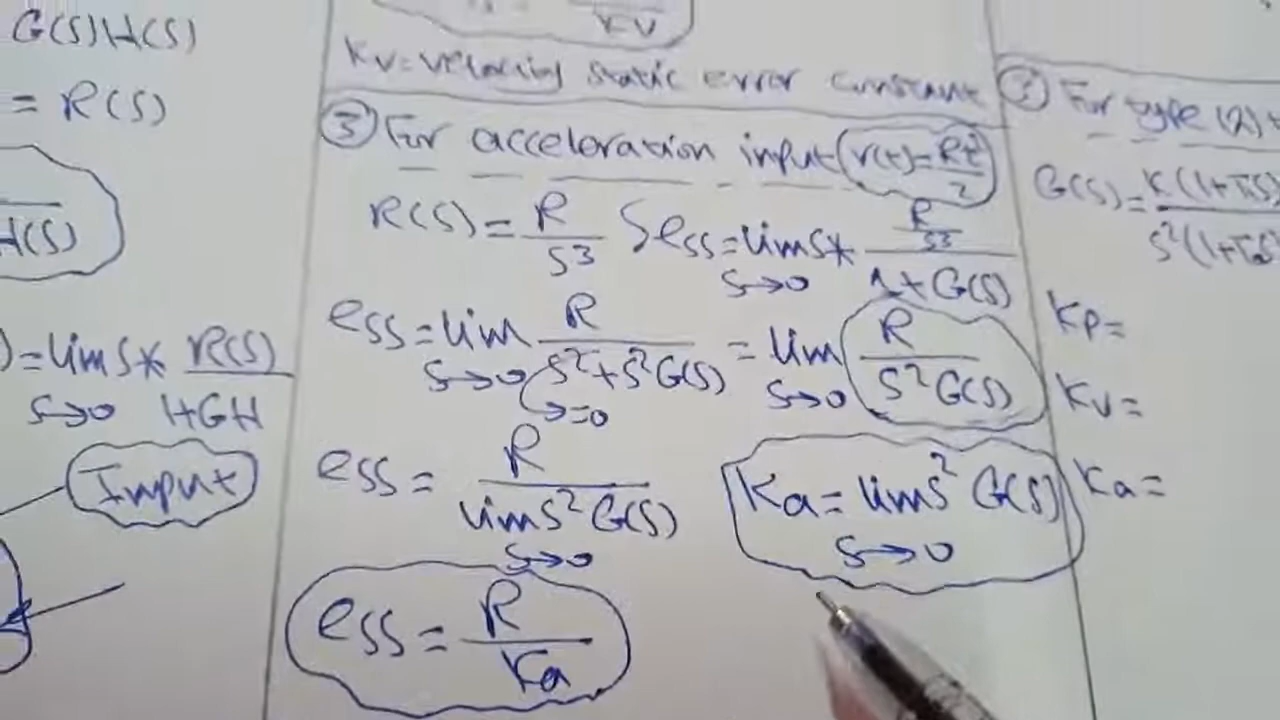 G(S)H(S)
= R(S)
H(S)
) = lim S* R(S)
S→0 1+GH
Input
KV
KV = velocity static error constant
③ For acceleration input (r(t) = Rt²/2)
R(S) = R/S³ ess = lim S* R/S³ / 1+G(S)
S→0
ess = lim R / S²+S²G(S) = lim R / S²G(S)
S→0 S→0
→=0
ess = R / lim S²G(S)
S→0
Ka = lim S² G(S)
S→0
ess = R / Ka
For type (2)
G(S) = K(1+T1S) / S²(1+
KP =
KV =
Ka =